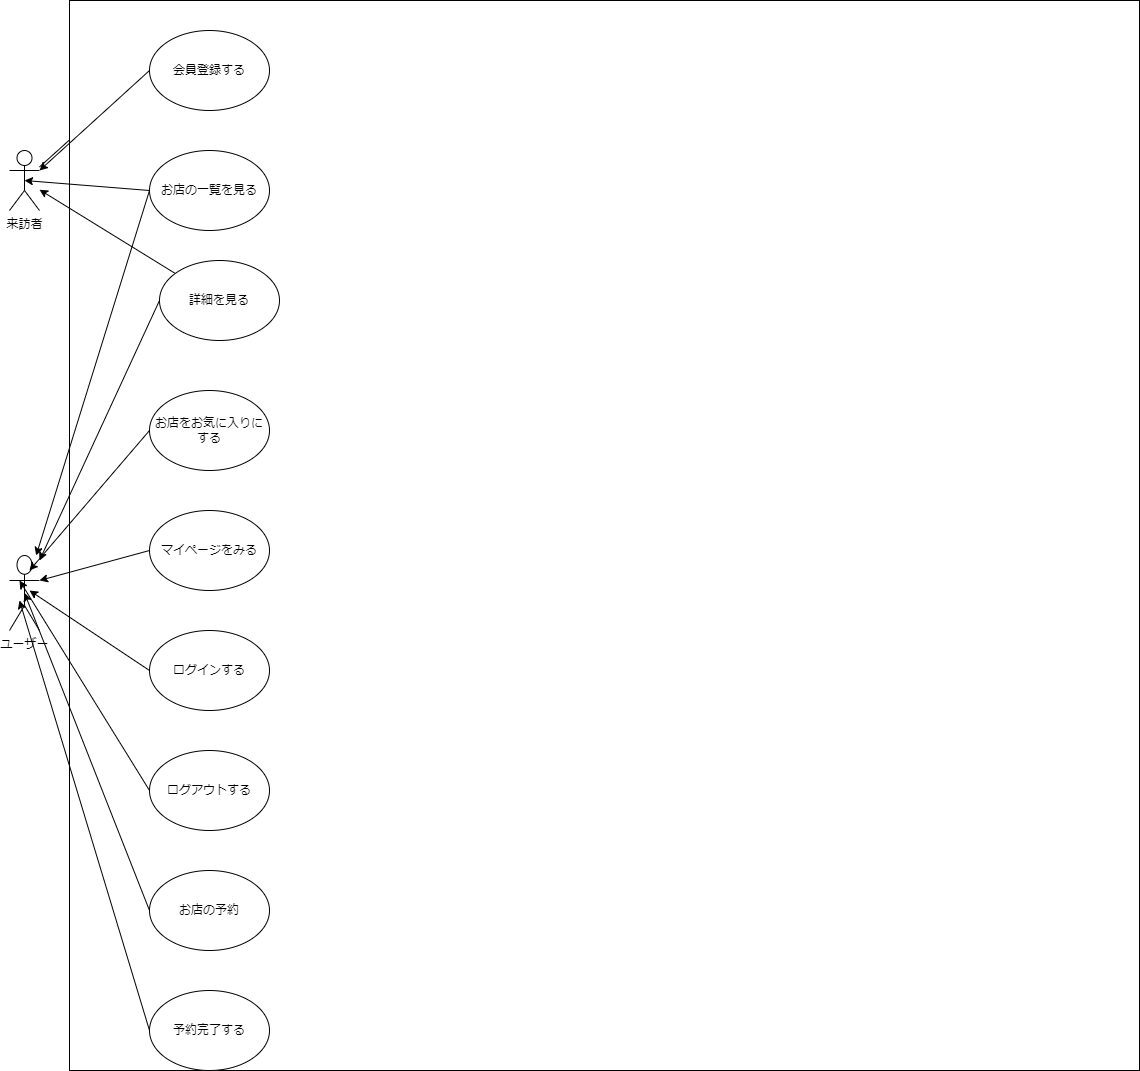 会員登録する
お店の一覧を見る
来訪者
詳細を見る
お店をお気に入りに
する
マイページをみる
ユーザー
ログインする
ログアウトする
お店の予約
予約完了する